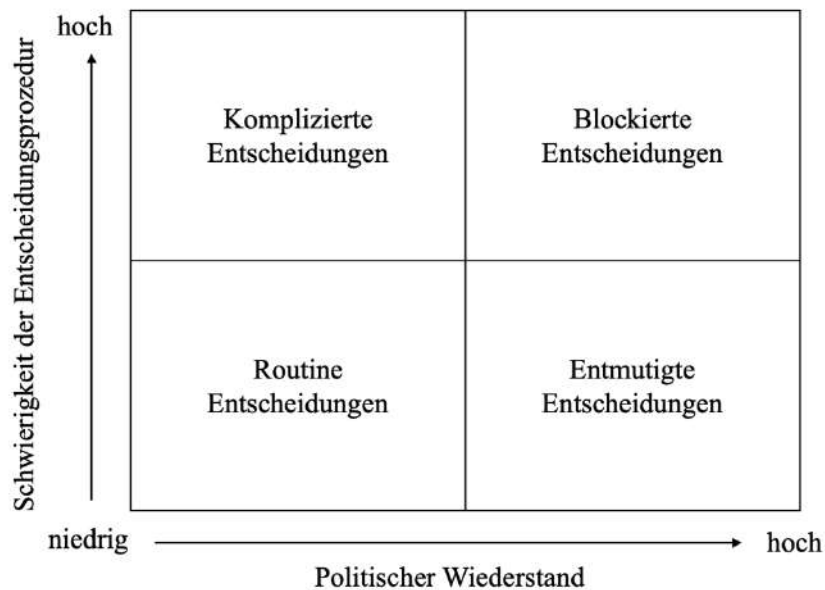 hoch
Schwierigkeit der Entscheidungsprozedur
Komplizierte
Entscheidungen
Blockierte
Entscheidungen
Routine
Entscheidungen
Entmutigte
Entscheidungen
niedrig
hoch
Politischer Wiederstand